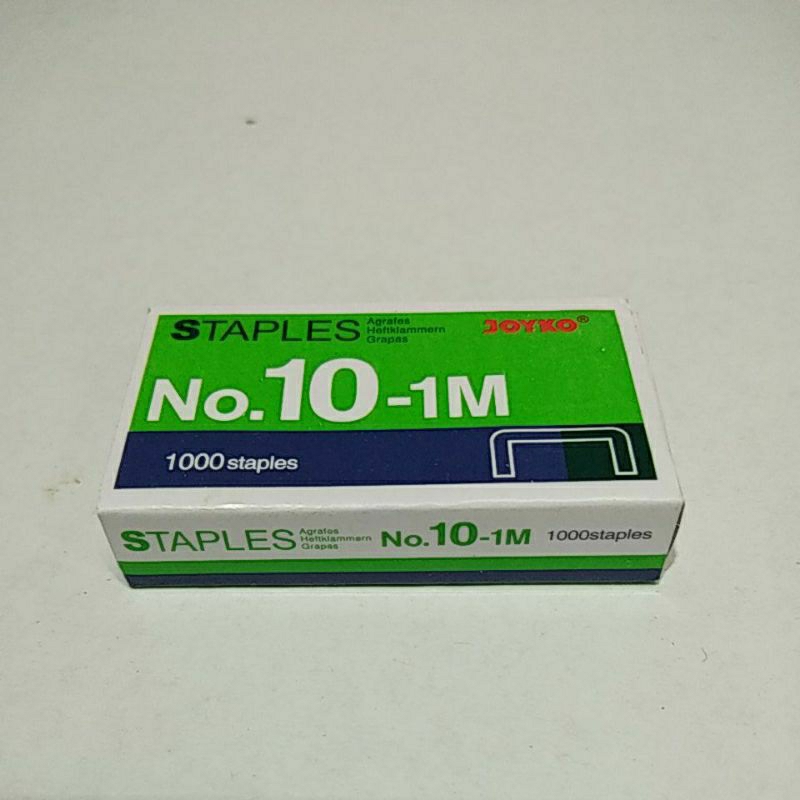 STAPLES
Agrafes
Heftklammern
Grapas
JOYKO®
No.10-1M
1000 staples
STAPLES
Agrafes
Heftklammern
Grapas
No.10-1M
1000staples